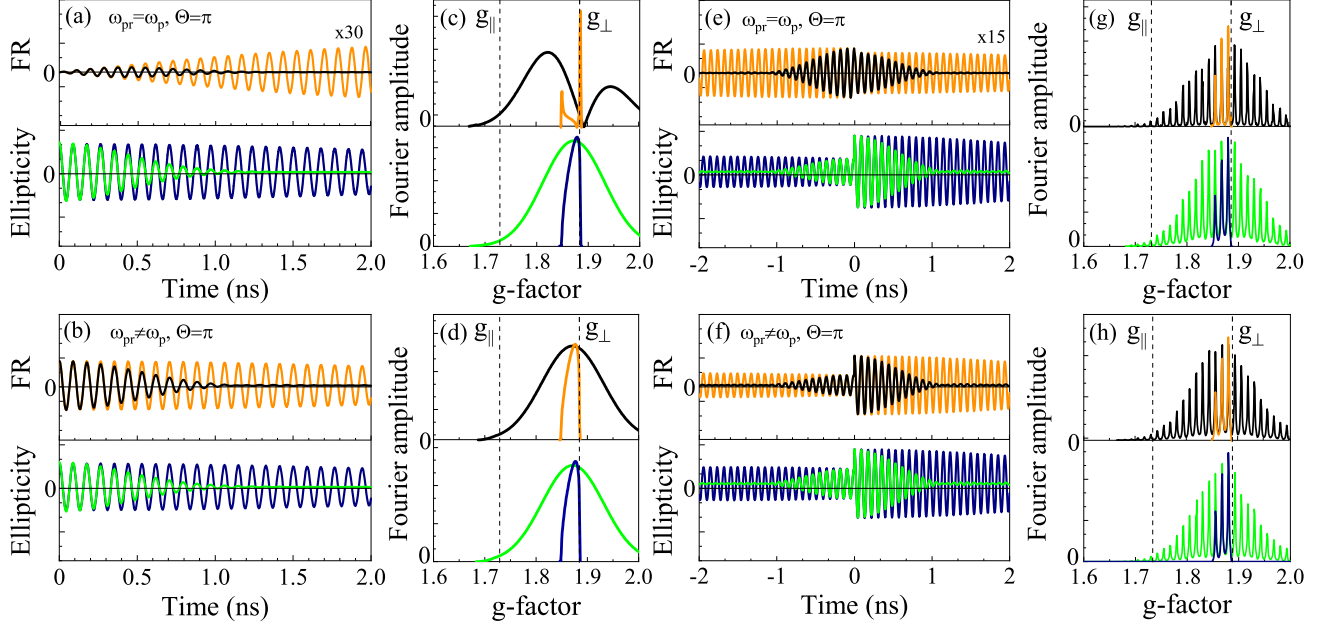 (a) ωpr=ωp, Θ=π
x30
FR
0
Ellipticity
0
0 0.5 1.0 1.5 2.0
Time (ns)
(c)
g∥ g⊥
Fourier amplitude
0
0
1.6 1.7 1.8 1.9 2.0
g-factor
(e) ωpr=ωp, Θ=π
x15
FR
0
Ellipticity
0
-2 -1 0 1 2
Time (ns)
(g)
g∥ g⊥
Fourier amplitude
0
0
1.6 1.7 1.8 1.9 2.0
g-factor
(b) ωpr≠ωp, Θ=π
FR
0
Ellipticity
0
0 0.5 1.0 1.5 2.0
Time (ns)
(d)
g∥ g⊥
Fourier amplitude
0
0
1.6 1.7 1.8 1.9 2.0
g-factor
(f) ωpr≠ωp, Θ=π
FR
0
Ellipticity
0
-2 -1 0 1 2
Time (ns)
(h)
g∥ g⊥
Fourier amplitude
0
0
1.6 1.7 1.8 1.9 2.0
g-factor